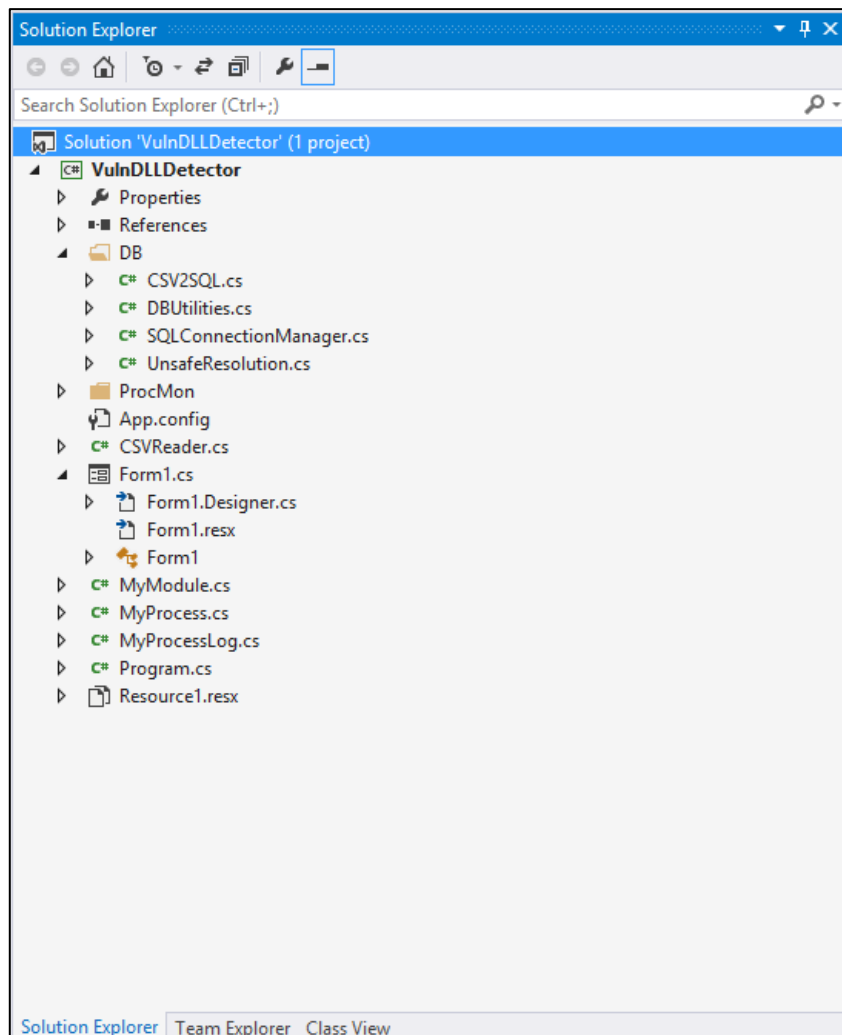 Solution Explorer
Search Solution Explorer (Ctrl+;)
Solution 'VulnDLLDetector' (1 project)
C# VulnDLLDetector
Properties
References
DB
C# CSV2SQL.cs
C# DBUtilities.cs
C# SQLConnectionManager.cs
C# UnsafeResolution.cs
ProcMon
App.config
C# CSVReader.cs
Form1.cs
Form1.Designer.cs
Form1.resx
Form1
C# MyModule.cs
C# MyProcess.cs
C# MyProcessLog.cs
C# Program.cs
Resource1.resx
Solution Explorer Team Explorer Class View